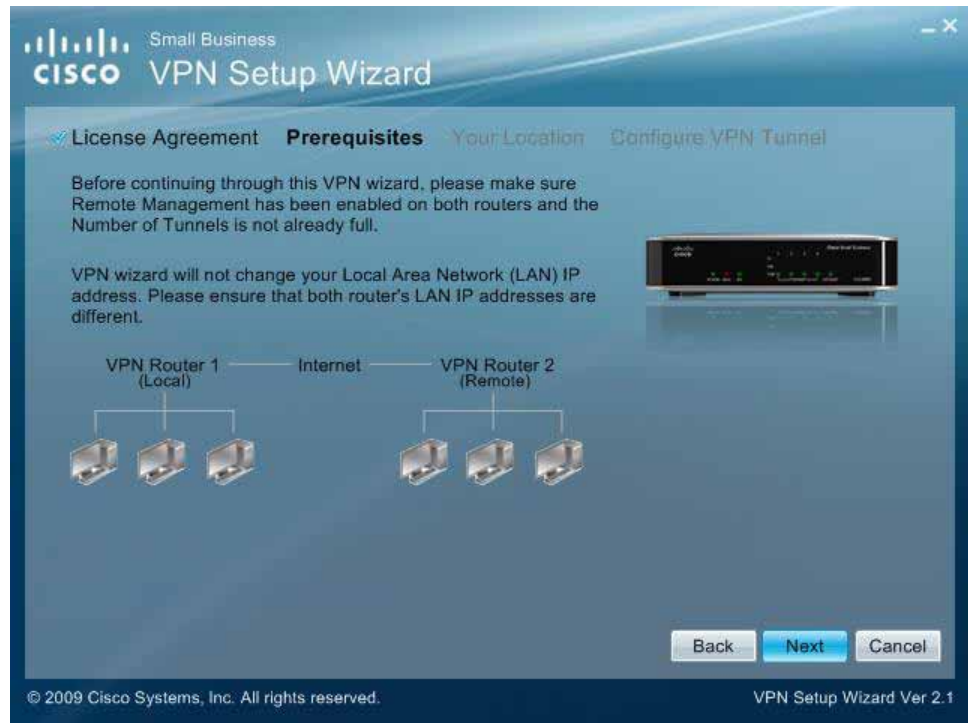 Small Business
CISCO VPN Setup Wizard
License Agreement Prerequisites Your Location Configure VPN Tunnel
Before continuing through this VPN wizard, please make sure
Remote Management has been enabled on both routers and the
Number of Tunnels is not already full.
VPN wizard will not change your Local Area Network (LAN) IP
address. Please ensure that both router's LAN IP addresses are
different.
VPN Router 1 Internet VPN Router 2
(Local) (Remote)
Back Next Cancel
© 2009 Cisco Systems, Inc. All rights reserved. VPN Setup Wizard Ver 2.1